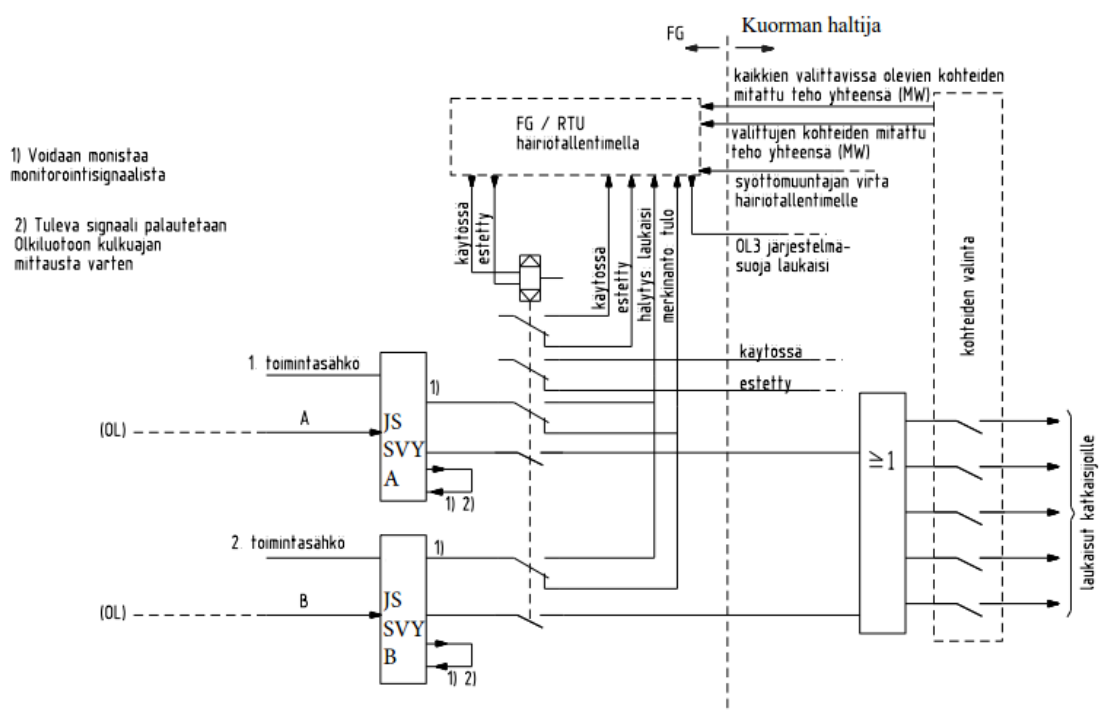 FG
Kuorman haltija
kaikkien valittavissa olevien kohteiden
mitattu teho yhteensä (MW)
FG / RTU
häiriötallentimella
valittujen kohteiden mitattu
teho yhteensä (MW)
1) Voidaan monistaa
monitorointisignaalista
syöttömuuntajan virta
häiriötallentimelle
2) Tuleva signaali palautetaan
Olkiluotoon kulkuajan
mittausta varten
käytössä
estetty
käytössä
estetty
hälytys laukaisi
merkinanto tulo
OL3 järjestelmä-
suoja laukaisi
kohteiden valinta
käytössä
estetty
1. toimintasähkö
1)
(OL)
A
JS
SVY
A
1) 2)
≥1
laukaisut katkaisijoille
2. toimintasähkö
1)
(OL)
B
JS
SVY
B
1) 2)